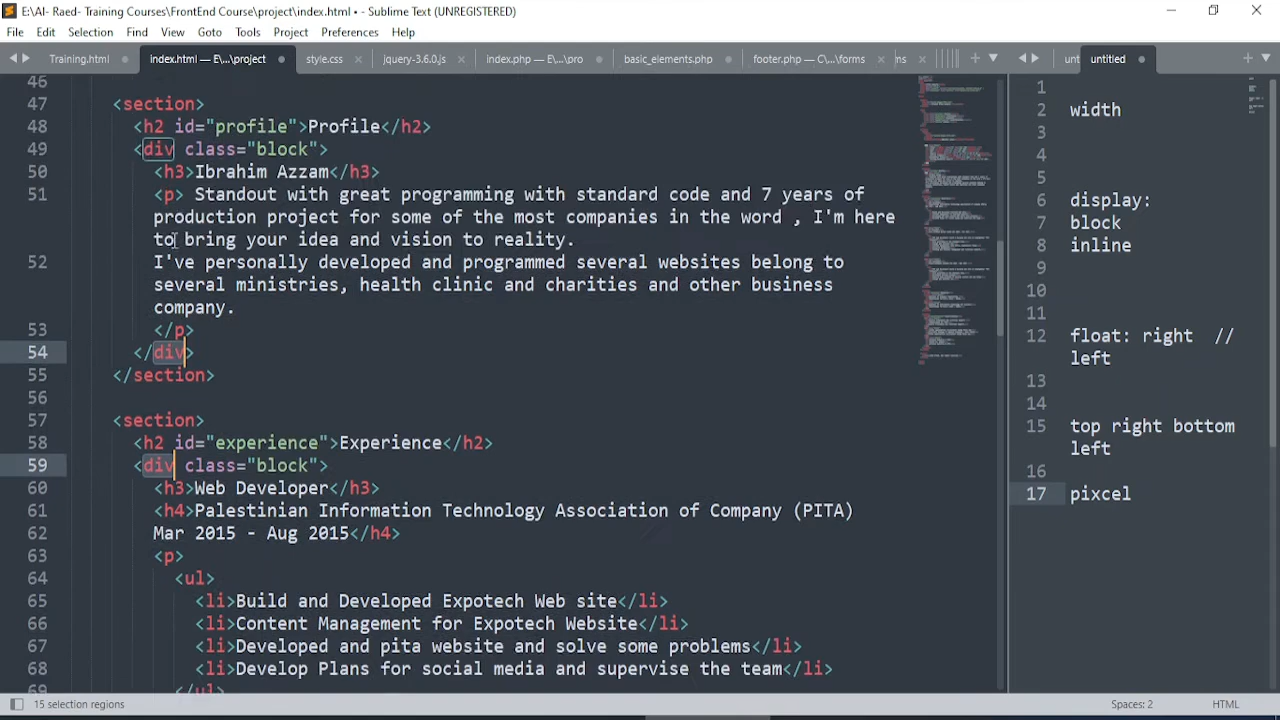 E:\AI- Raed- Training Courses\FrontEnd Course\project\index.html • - Sublime Text (UNREGISTERED)
File Edit Selection Find View Goto Tools Project Preferences Help
Training.html index.html — E:\...\project style.css jquery-3.6.0.js index.php — E\...\pro basic_elements.php footer.php — C\...\forms ns unt untitled
46
47 <section>
48 <h2 id="profile">Profile</h2>
49 <div class="block">
50 <h3>Ibrahim Azzam</h3>
51 <p> Stantout with great programming with standard code and 7 years of
production project for some of the most companies in the word , I'm here
to bring your idea and vision to reality.
52 I've personally developed and programmed several websites belong to
several ministries, health clinic and charities and other business
company.
53 </p>
54 </div>
55 </section>
56
57 <section>
58 <h2 id="experience">Experience</h2>
59 <div class="block">
60 <h3>Web Developer</h3>
61 <h4>Palestinian Information Technology Association of Company (PITA)
62 Mar 2015 - Aug 2015</h4>
63 <p>
64 <ul>
65 <li>Build and Developed Expotech Web site</li>
66 <li>Content Management for Expotech Website</li>
67 <li>Developed and pita website and solve some problems</li>
68 <li>Develop Plans for social media and supervise the team</li>
69 </ul>
1
2 width
3
4
5
6 display:
7 block
8 inline
9
10
11
12 float: right //
left
13
14
15 top right bottom
left
16
17 pixcel
15 selection regions Spaces: 2 HTML